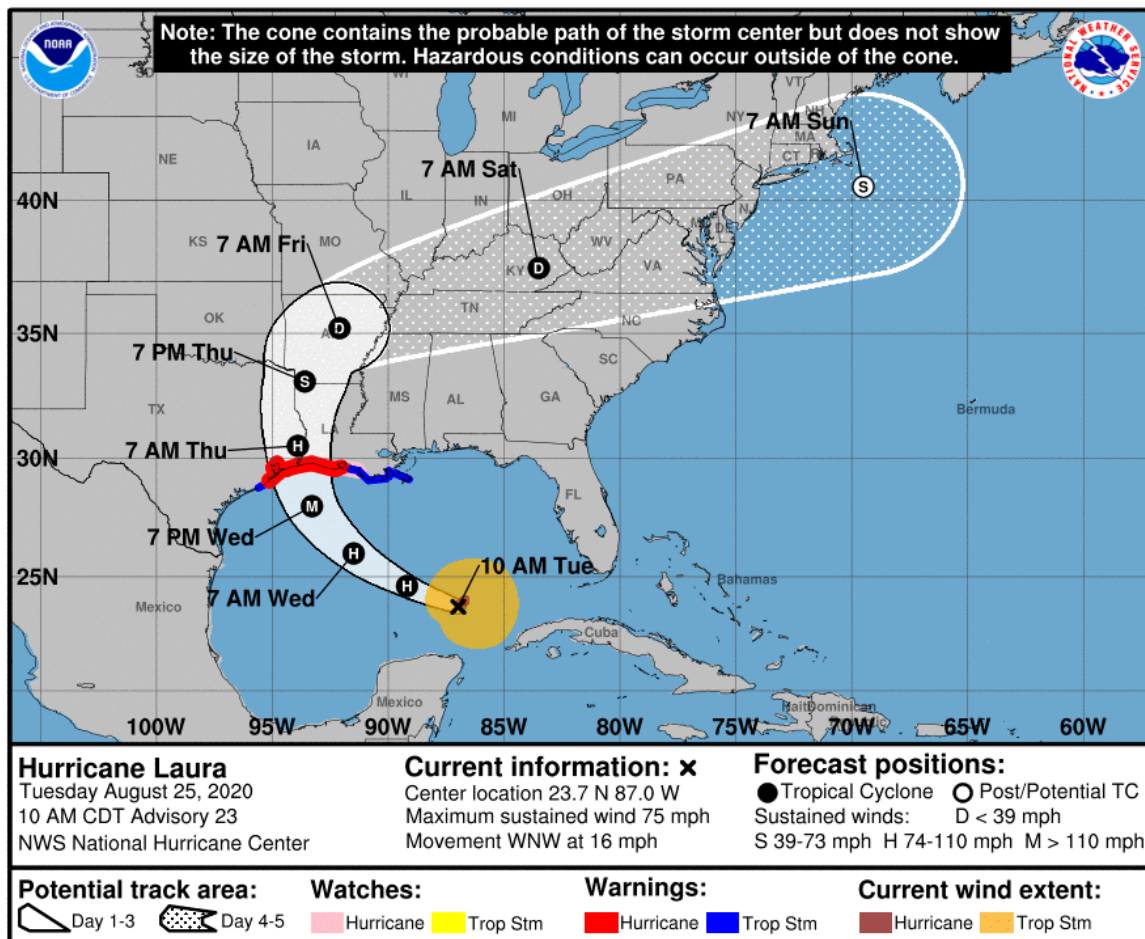 Note: The cone contains the probable path of the storm center but does not show
the size of the storm. Hazardous conditions can occur outside of the cone.
NOAA
NATIONAL WEATHER SERVICE
7 AM Sun
7 AM Sat
7 AM Fri
7 PM Thu
7 AM Thu
7 PM Wed
7 AM Wed
10 AM Tue
S
D
D
S
H
M
H
H
SD
WI
MI
NY
VT
NH
MA
CT
NE
IA
IL
IN
OH
PA
NJ
DE
KS
MO
KY
WV
VA
OK
TN
NC
TX
LA
MS
AL
GA
SC
FL
Bermuda
Bahamas
Cuba
Mexico
Mexico
Haiti
Dominican
40N
35N
30N
25N
100W 95W 90W 85W 80W 75W 70W 65W 60W
Hurricane Laura
Tuesday August 25, 2020
10 AM CDT Advisory 23
NWS National Hurricane Center
Current information: ×
Center location 23.7 N 87.0 W
Maximum sustained wind 75 mph
Movement WNW at 16 mph
Forecast positions:
Tropical Cyclone Post/Potential TC
Sustained winds: D < 39 mph
S 39-73 mph H 74-110 mph M > 110 mph
Potential track area:
Day 1-3 Day 4-5
Watches:
Hurricane Trop Stm
Warnings:
Hurricane Trop Stm
Current wind extent:
Hurricane Trop Stm